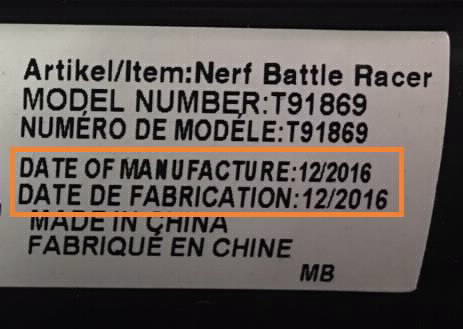 Artikel/Item:Nerf Battle Racer
MODEL NUMBER:T91869
NUMÉRO DE MODÈLE:T91869
DATE OF MANUFACTURE:12/2016
DATE DE FABRICATION:12/2016
MADE IN CHINA
FABRIQUÉ EN CHINE
MB